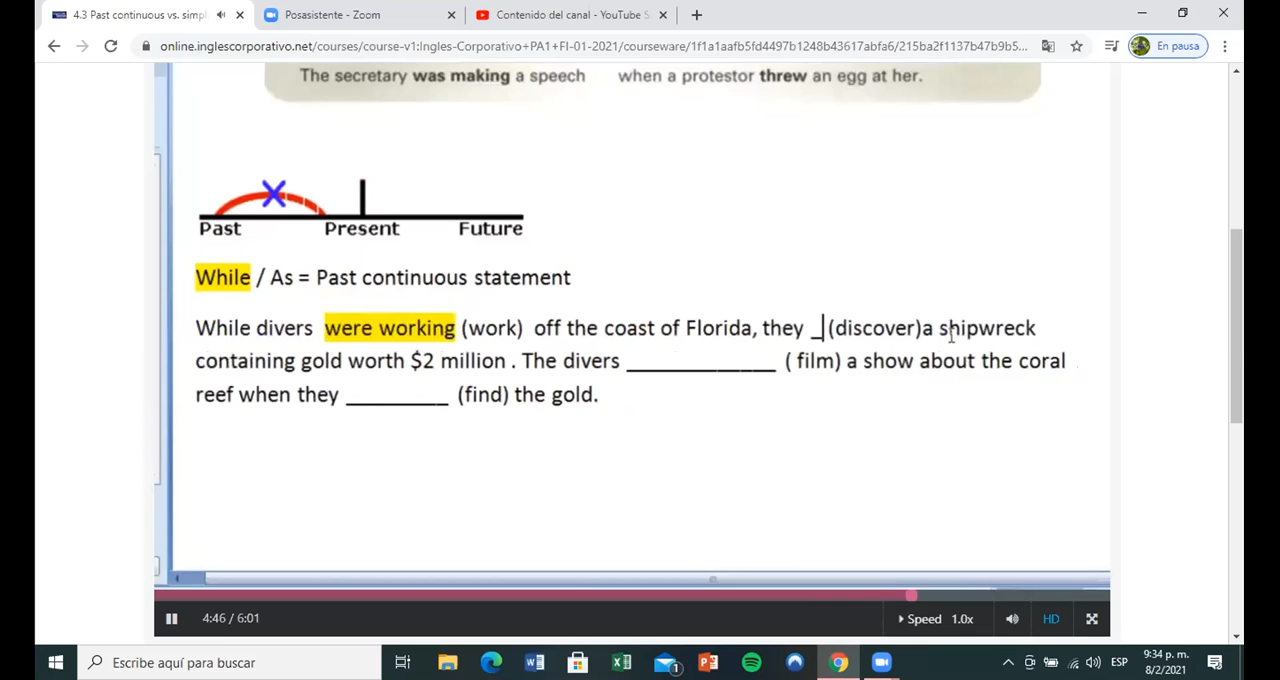 4.3 Past continuous vs. simpl
Posasistente - Zoom
Contenido del canal - YouTube S
online.inglescorporativo.net/courses/course-v1:Ingles-Corporativo+PA1+FI-01-2021/courseware/1f1a1aafb5fd4497b1248b43617abfa6/215ba2f1137b47b9b5...
En pausa
The secretary was making a speech when a protestor threw an egg at her.
Past Present Future
While / As = Past continuous statement
While divers were working (work) off the coast of Florida, they _(discover)a shipwreck
containing gold worth $2 million . The divers _____________ ( film) a show about the coral
reef when they _________ (find) the gold.
4:46 / 6:01
Speed 1.0x
HD
Escribe aquí para buscar
1
ESP
9:34 p. m.
8/2/2021